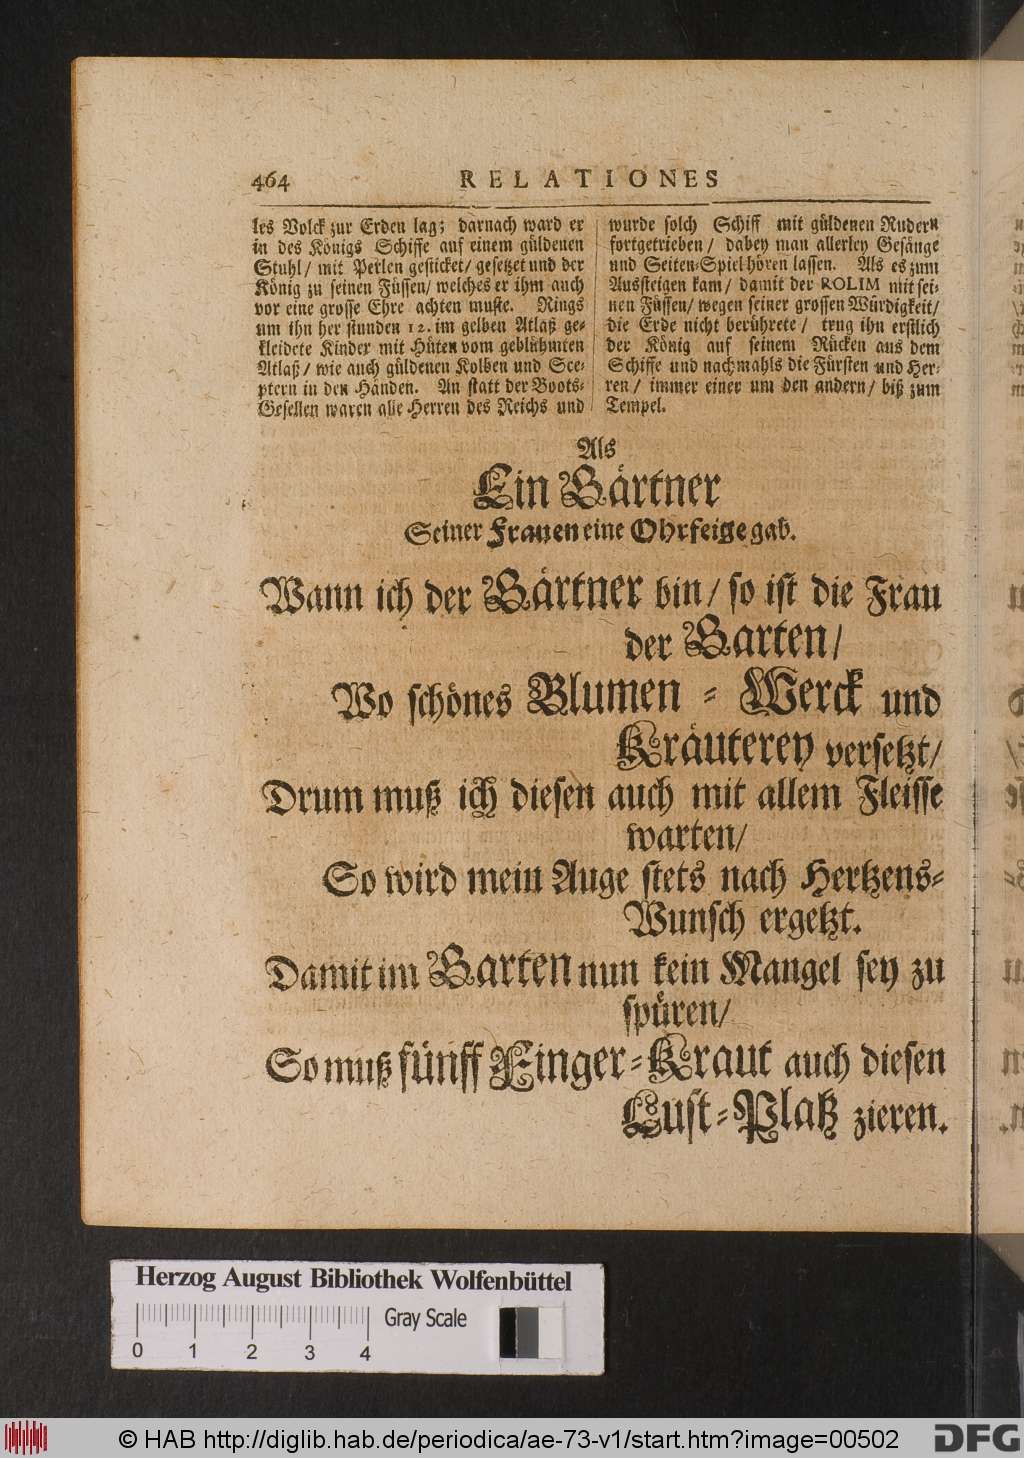 464 RELATIONES
les Volck zur Erden lag; darnach ward er
in des Königs Schiffe auf einem güldenen
Stuhl/ mit Perlen gesticket/ gesetzet und der
König zu seinen Füssen/ welches er ihm auch
vor eine grosse Ehre achten muste. Rings
um ihn her stunden 12. im gelben Atlaß ge-
kleidete Kinder mit Hüten vom geblühmten
Atlaß/ wie auch güldenen Kolben und Sce-
ptern in den Händen. An statt der Boots-
Gesellen waren alle Herren des Reichs und
wurde solch Schiff mit güldenen Rudern
fortgetrieben/ dabey man allerley Gesänge
und Seiten-Spiel hören lassen. Als es zum
Aussteigen kam/ damit der ROLIM mit sei-
nen Füssen/ wegen seiner grossen Würdigkeit/
die Erde nicht berührete/ trug ihn erstlich
der König auf seinem Rücken aus dem
Schiffe und nachmahls die Fürsten und Her-
ren/ immer einer um den andern/ biß zum
Tempel.
Als
Ein Gärtner
Seiner Frauen eine Ohrfeige gab.
Wann ich der Gärtner bin/ so ist die Frau
der Garten/
Wo schönes Blumen-Werck und
Kräuterey versetzt/
Drum muß ich diesen auch mit allem Fleisse
warten/
So wird mein Auge stets nach Hertzens-
Wunsch ergetzt.
Damit im Garten nun kein Mangel sey zu
spüren/
So muß fünff Finger-Kraut auch diesen
Lust-Platz zieren.
Herzog August Bibliothek Wolfenbüttel
Gray Scale
0 1 2 3 4
© HAB http://diglib.hab.de/periodica/ae-73-v1/start.htm?image=00502
DFG